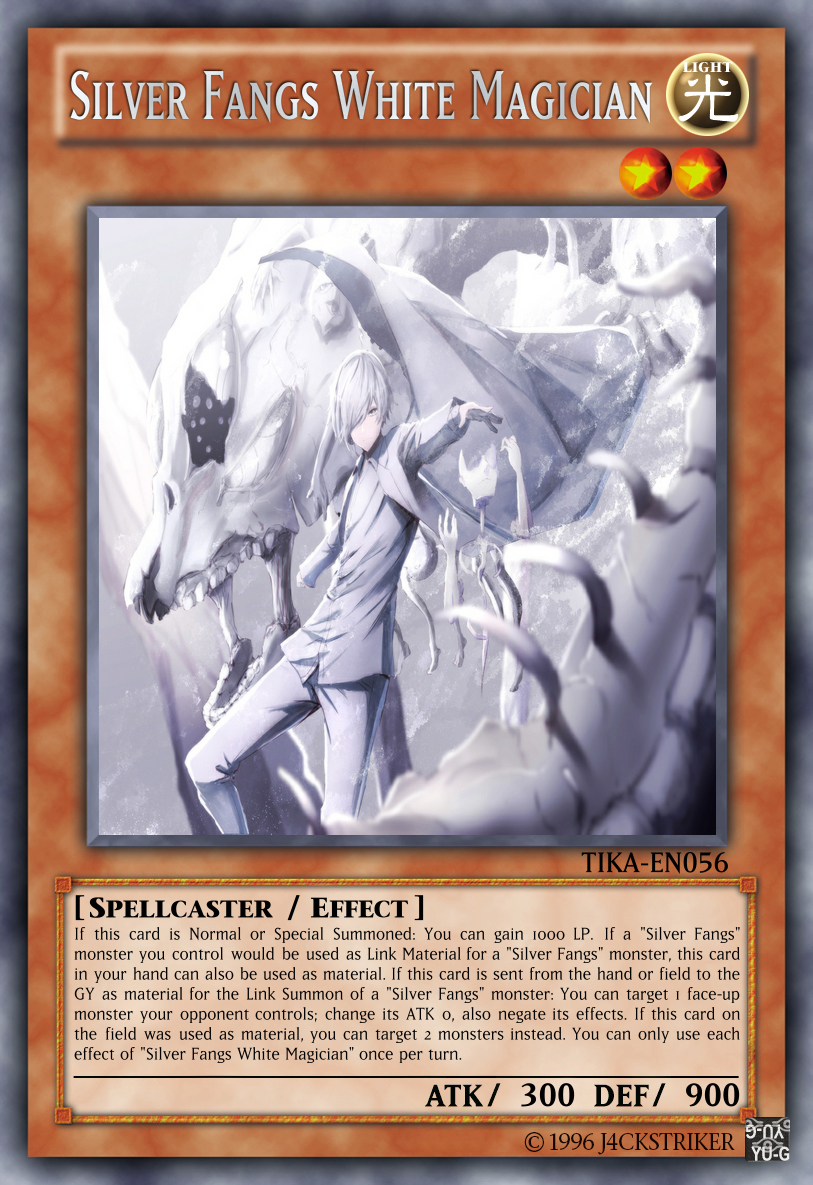 SILVER FANGS WHITE MAGICIAN
LIGHT
光
TIKA-EN056
[ SPELLCASTER / EFFECT ]
If this card is Normal or Special Summoned: You can gain 1000 LP. If a "Silver Fangs"
monster you control would be used as Link Material for a "Silver Fangs" monster, this card
in your hand can also be used as material. If this card is sent from the hand or field to the
GY as material for the Link Summon of a "Silver Fangs" monster: You can target 1 face-up
monster your opponent controls; change its ATK 0, also negate its effects. If this card on
the field was used as material, you can target 2 monsters instead. You can only use each
effect of "Silver Fangs White Magician" once per turn.
ATK/ 300 DEF/ 900
© 1996 J4CKSTRIKER
YU-G
YU-G